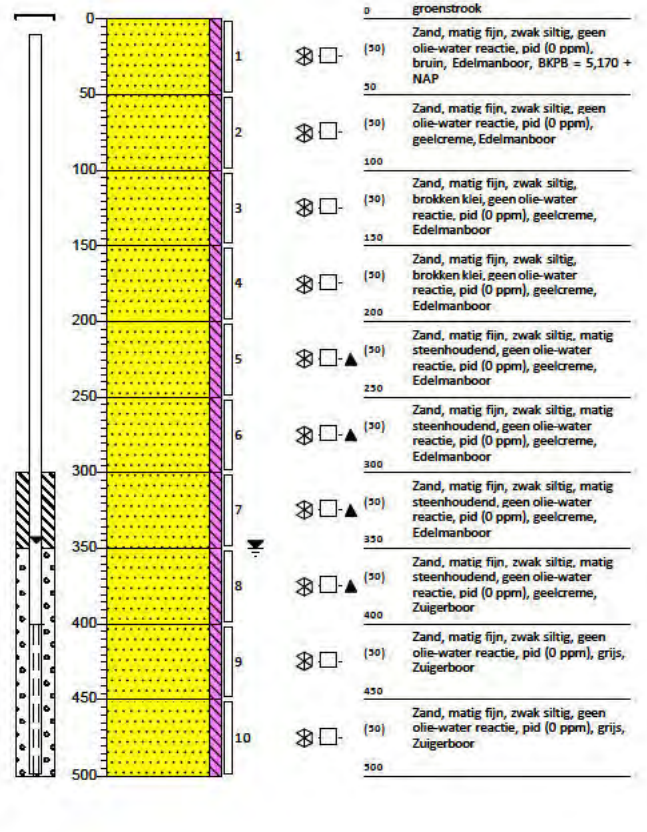 0
0 groenstrook
1
(50)
Zand, matig fijn, zwak siltig, geen
olie-water reactie, pid (0 ppm),
bruin, Edelmanboor, BKPB = 5,170 +
NAP
50
50
2
(50)
Zand, matig fijn, zwak siltig, geen
olie-water reactie, pid (0 ppm),
geelcreme, Edelmanboor
100
100
3
(50)
Zand, matig fijn, zwak siltig,
brokken klei, geen olie-water
reactie, pid (0 ppm), geelcreme,
Edelmanboor
150
150
4
(50)
Zand, matig fijn, zwak siltig,
brokken klei, geen olie-water
reactie, pid (0 ppm), geelcreme,
Edelmanboor
200
200
5
(50)
Zand, matig fijn, zwak siltig, matig
steenhoudend, geen olie-water
reactie, pid (0 ppm), geelcreme,
Edelmanboor
250
250
6
(50)
Zand, matig fijn, zwak siltig, matig
steenhoudend, geen olie-water
reactie, pid (0 ppm), geelcreme,
Edelmanboor
300
300
7
(50)
Zand, matig fijn, zwak siltig, matig
steenhoudend, geen olie-water
reactie, pid (0 ppm), geelcreme,
Edelmanboor
350
350
8
(50)
Zand, matig fijn, zwak siltig, matig
steenhoudend, geen olie-water
reactie, pid (0 ppm), geelcreme,
Zuigerboor
400
400
9
(50)
Zand, matig fijn, zwak siltig, geen
olie-water reactie, pid (0 ppm), grijs,
Zuigerboor
450
450
10
(50)
Zand, matig fijn, zwak siltig, geen
olie-water reactie, pid (0 ppm), grijs,
Zuigerboor
500
500